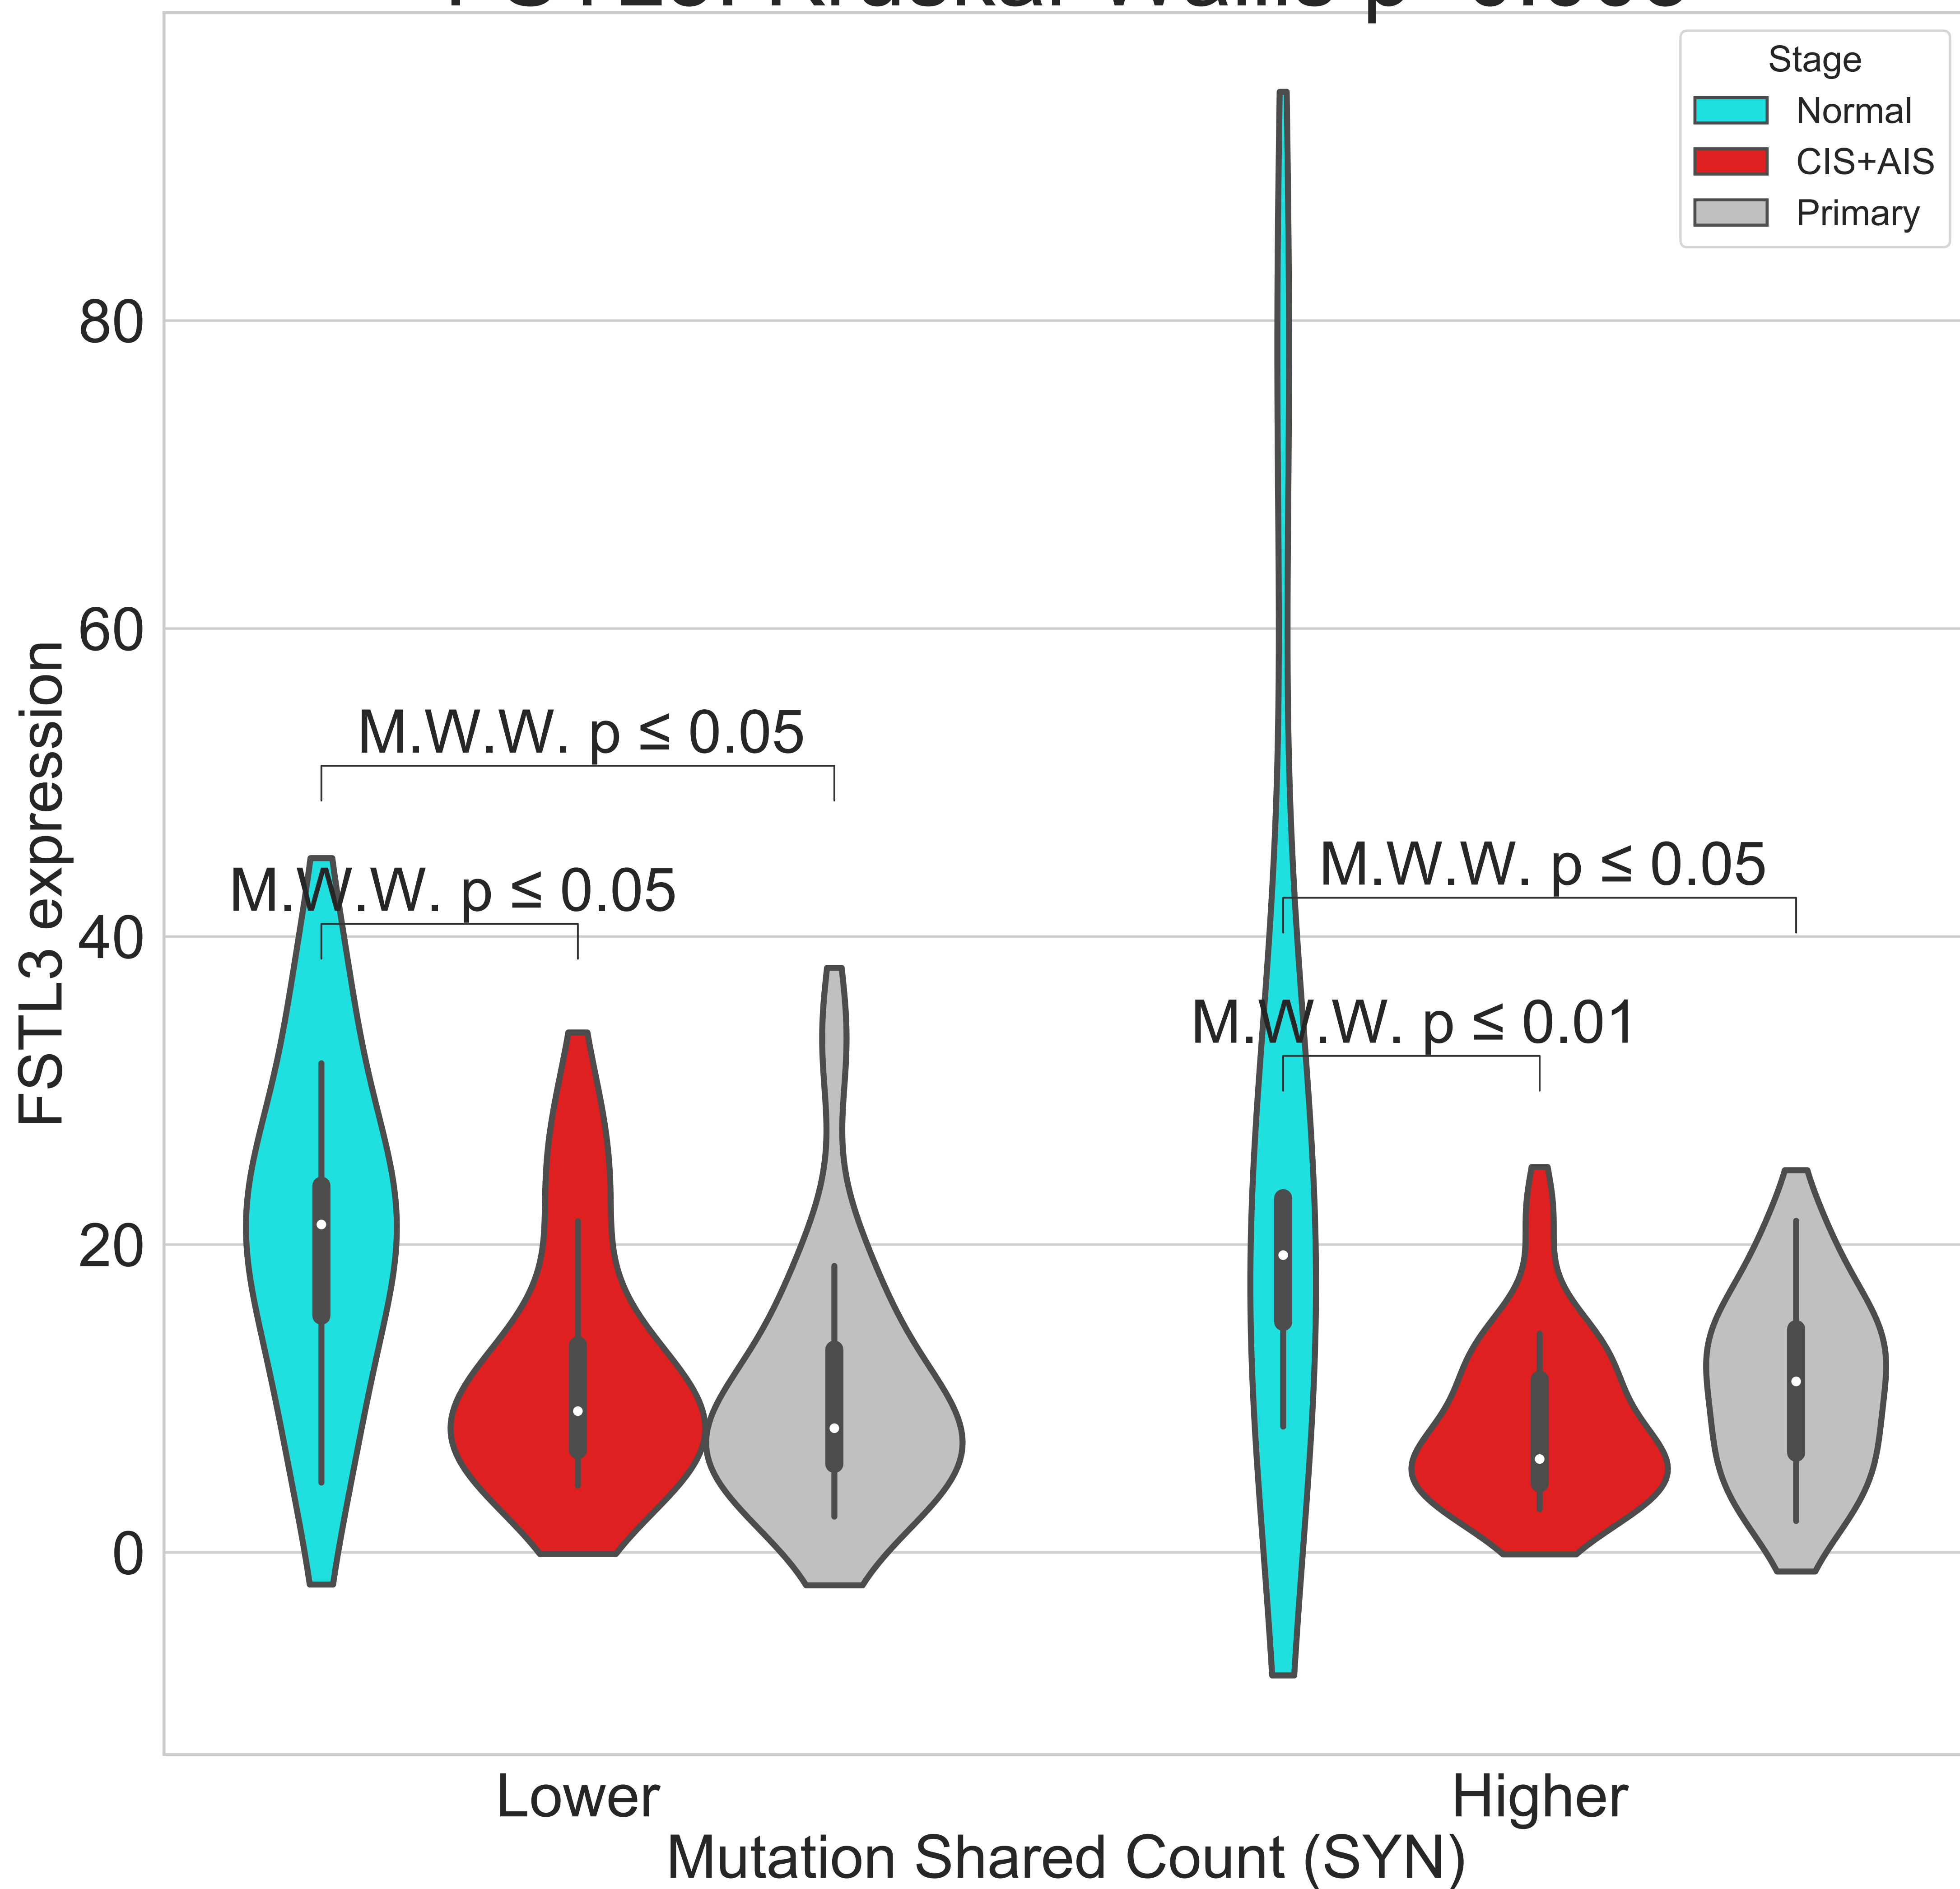 Stage
Normal
CIS+AIS
Primary
80
60
40
20
0
FSTL3 expression
M.W.W. p ≤ 0.05
M.W.W. p ≤ 0.05
M.W.W. p ≤ 0.05
M.W.W. p ≤ 0.01
Lower
Higher
Mutation Shared Count (SYN)